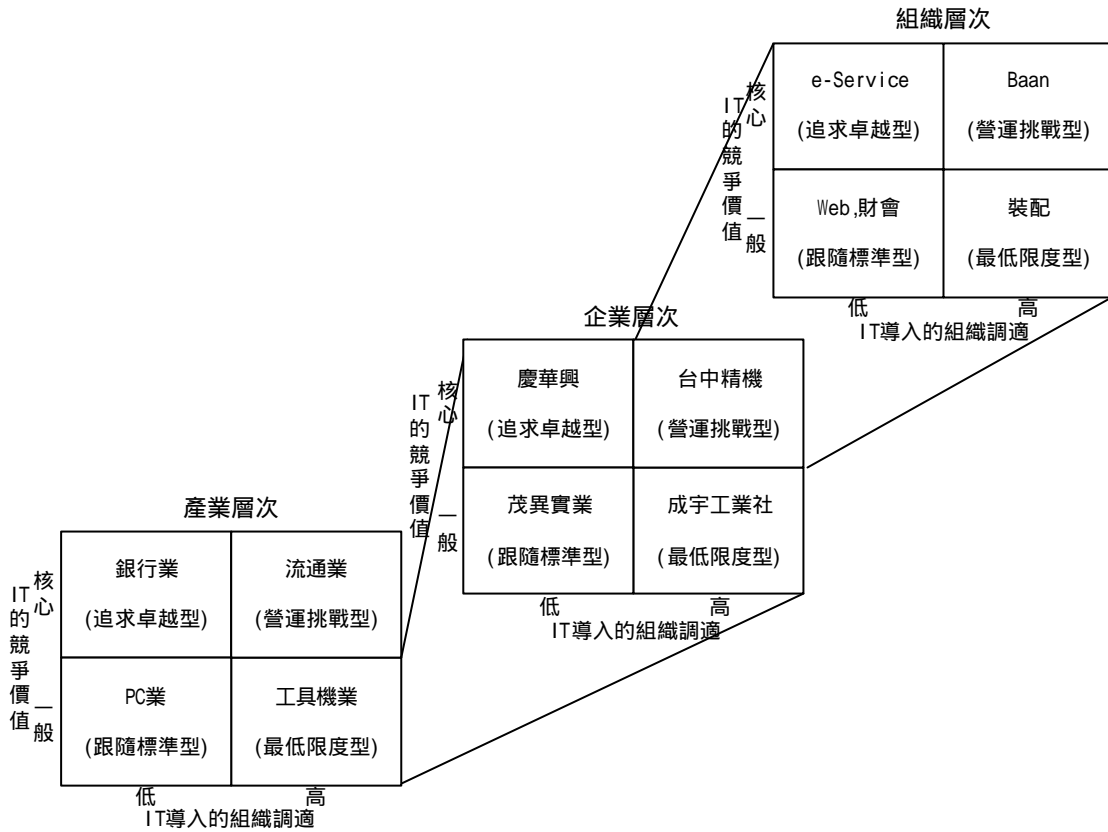 組織層次
IT的競爭價值
核心
一般
e-Service
(追求卓越型)
Baan
(營運挑戰型)
Web,財會
(跟隨標準型)
裝配
(最低限度型)
低
高
IT導入的組織調適
企業層次
IT的競爭價值
核心
一般
慶華興
(追求卓越型)
台中精機
(營運挑戰型)
茂異實業
(跟隨標準型)
成宇工業社
(最低限度型)
低
高
IT導入的組織調適
產業層次
IT的競爭價值
核心
一般
銀行業
(追求卓越型)
流通業
(營運挑戰型)
PC業
(跟隨標準型)
工具機業
(最低限度型)
低
高
IT導入的組織調適